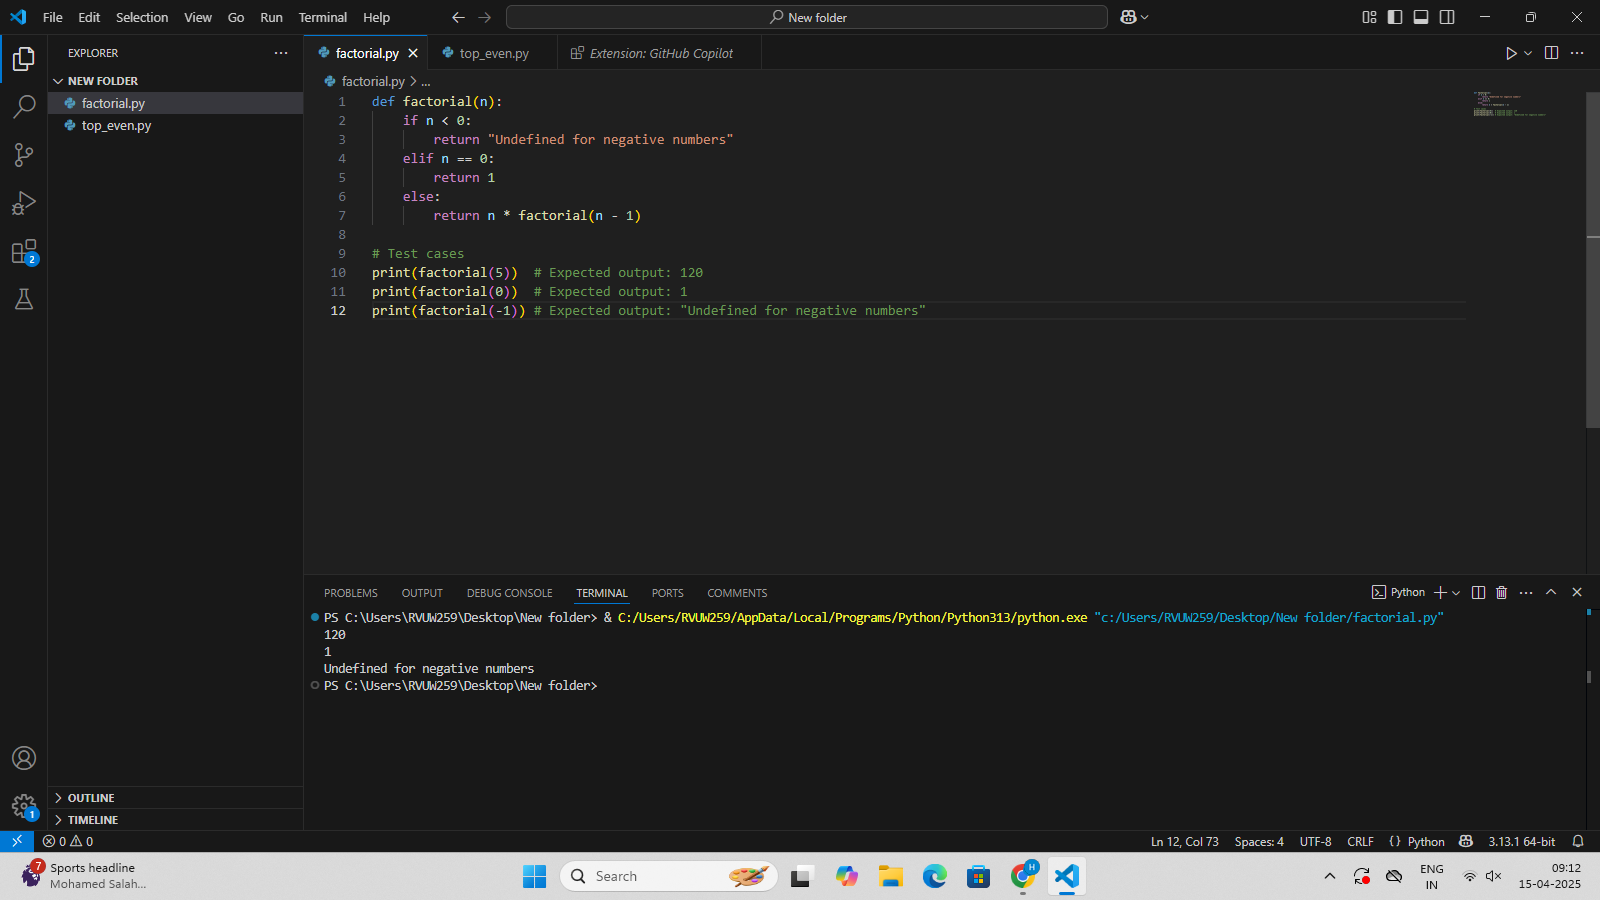 File Edit Selection View Go Run Terminal Help
New folder
EXPLORER
NEW FOLDER
factorial.py
top_even.py
OUTLINE
TIMELINE
2
1
factorial.py
top_even.py
Extension: GitHub Copilot
factorial.py > ...
1 def factorial(n):
2 if n < 0:
3 return "Undefined for negative numbers"
4 elif n == 0:
5 return 1
6 else:
7 return n * factorial(n - 1)
8
9 # Test cases
10 print(factorial(5)) # Expected output: 120
11 print(factorial(0)) # Expected output: 1
12 print(factorial(-1)) # Expected output: "Undefined for negative numbers"
PROBLEMS OUTPUT DEBUG CONSOLE TERMINAL PORTS COMMENTS
Python
PS C:\Users\RVUW259\Desktop\New folder> & C:/Users/RVUW259/AppData/Local/Programs/Python/Python313/python.exe "c:/Users/RVUW259/Desktop/New folder/factorial.py"
120
1
Undefined for negative numbers
PS C:\Users\RVUW259\Desktop\New folder>
0 0
Ln 12, Col 73 Spaces: 4 UTF-8 CRLF {} Python 3.13.1 64-bit
7
Sports headline
Mohamed Salah...
Search
H
ENG
IN
09:12
15-04-2025